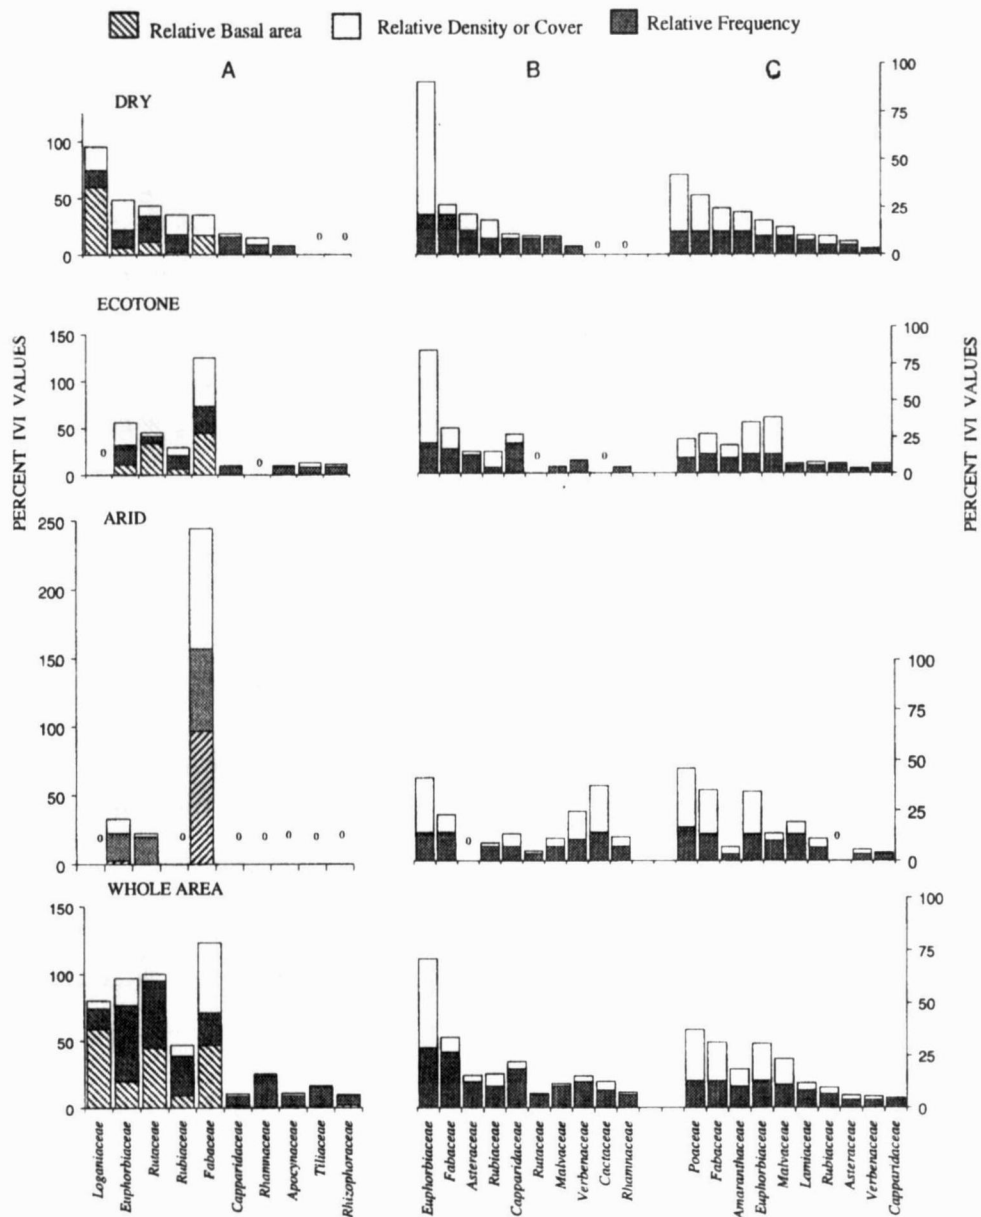 Relative Basal area Relative Density or Cover Relative Frequency
A B C
DRY
100
50
0
0 0
0 0
100
75
50
25
0
ECOTONE
150
100
50
0
0 0
0 0
100
75
50
25
0
PERCENT IVI VALUES
PERCENT IVI VALUES
ARID
250
200
150
100
50
0
0 0 0 0 0 0 0
0
0
100
75
50
25
0
WHOLE AREA
150
100
50
0
100
75
50
25
0
Loganiaceae
Euphorbiaceae
Rutaceae
Rubiaceae
Fabaceae
Capparidaceae
Rhamnaceae
Apocynaceae
Tiliaceae
Rhizophoraceae
Euphorbiaceae
Fabaceae
Asteraceae
Rubiaceae
Capparidaceae
Rutaceae
Malvaceae
Verbenaceae
Cactaceae
Rhamnaceae
Poaceae
Fabaceae
Amaranthaceae
Euphorbiaceae
Malvaceae
Lamiaceae
Rubiaceae
Asteraceae
Verbenaceae
Capparidaceae